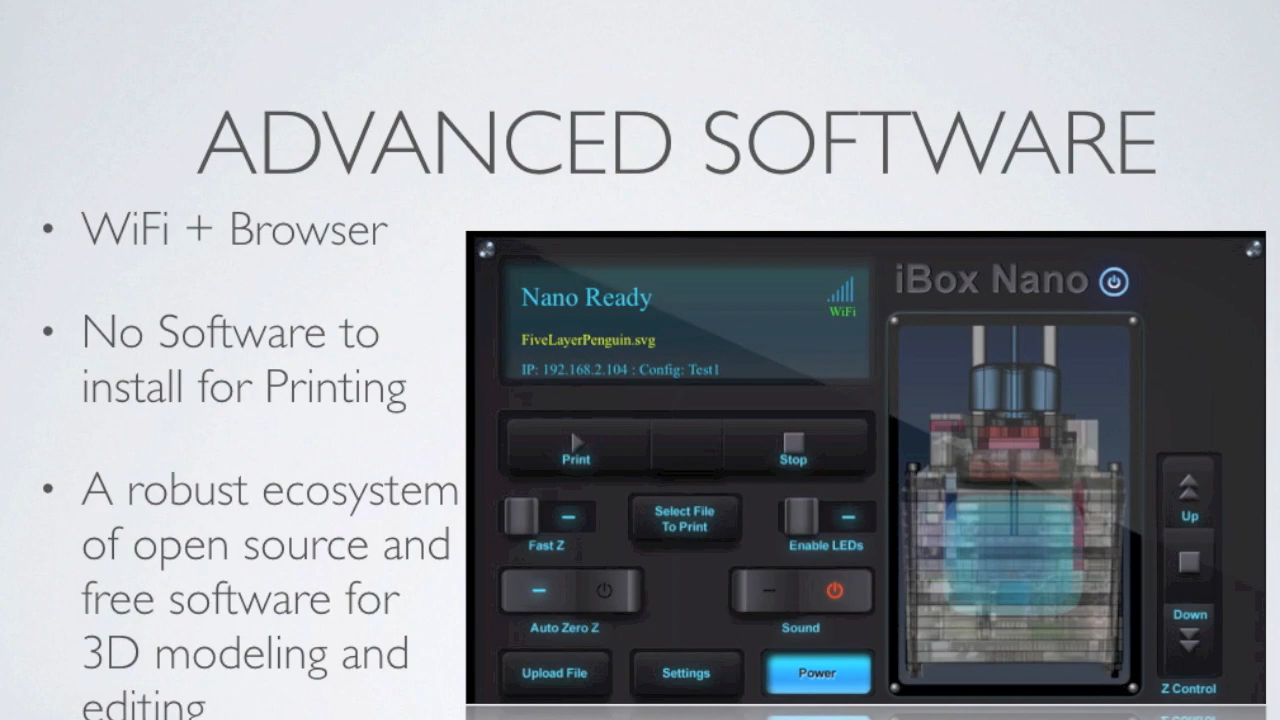 ADVANCED SOFTWARE
• WiFi + Browser
• No Software to
install for Printing
• A robust ecosystem
of open source and
free software for
3D modeling and
editing
Nano Ready
WiFi
FiveLayerPenguin.svg
IP: 192.168.2.104 : Config: Test1
iBox Nano
Print
Stop
Fast Z
Select File
To Print
Enable LEDs
Auto Zero Z
Sound
Upload File
Settings
Power
Up
Down
Z Control